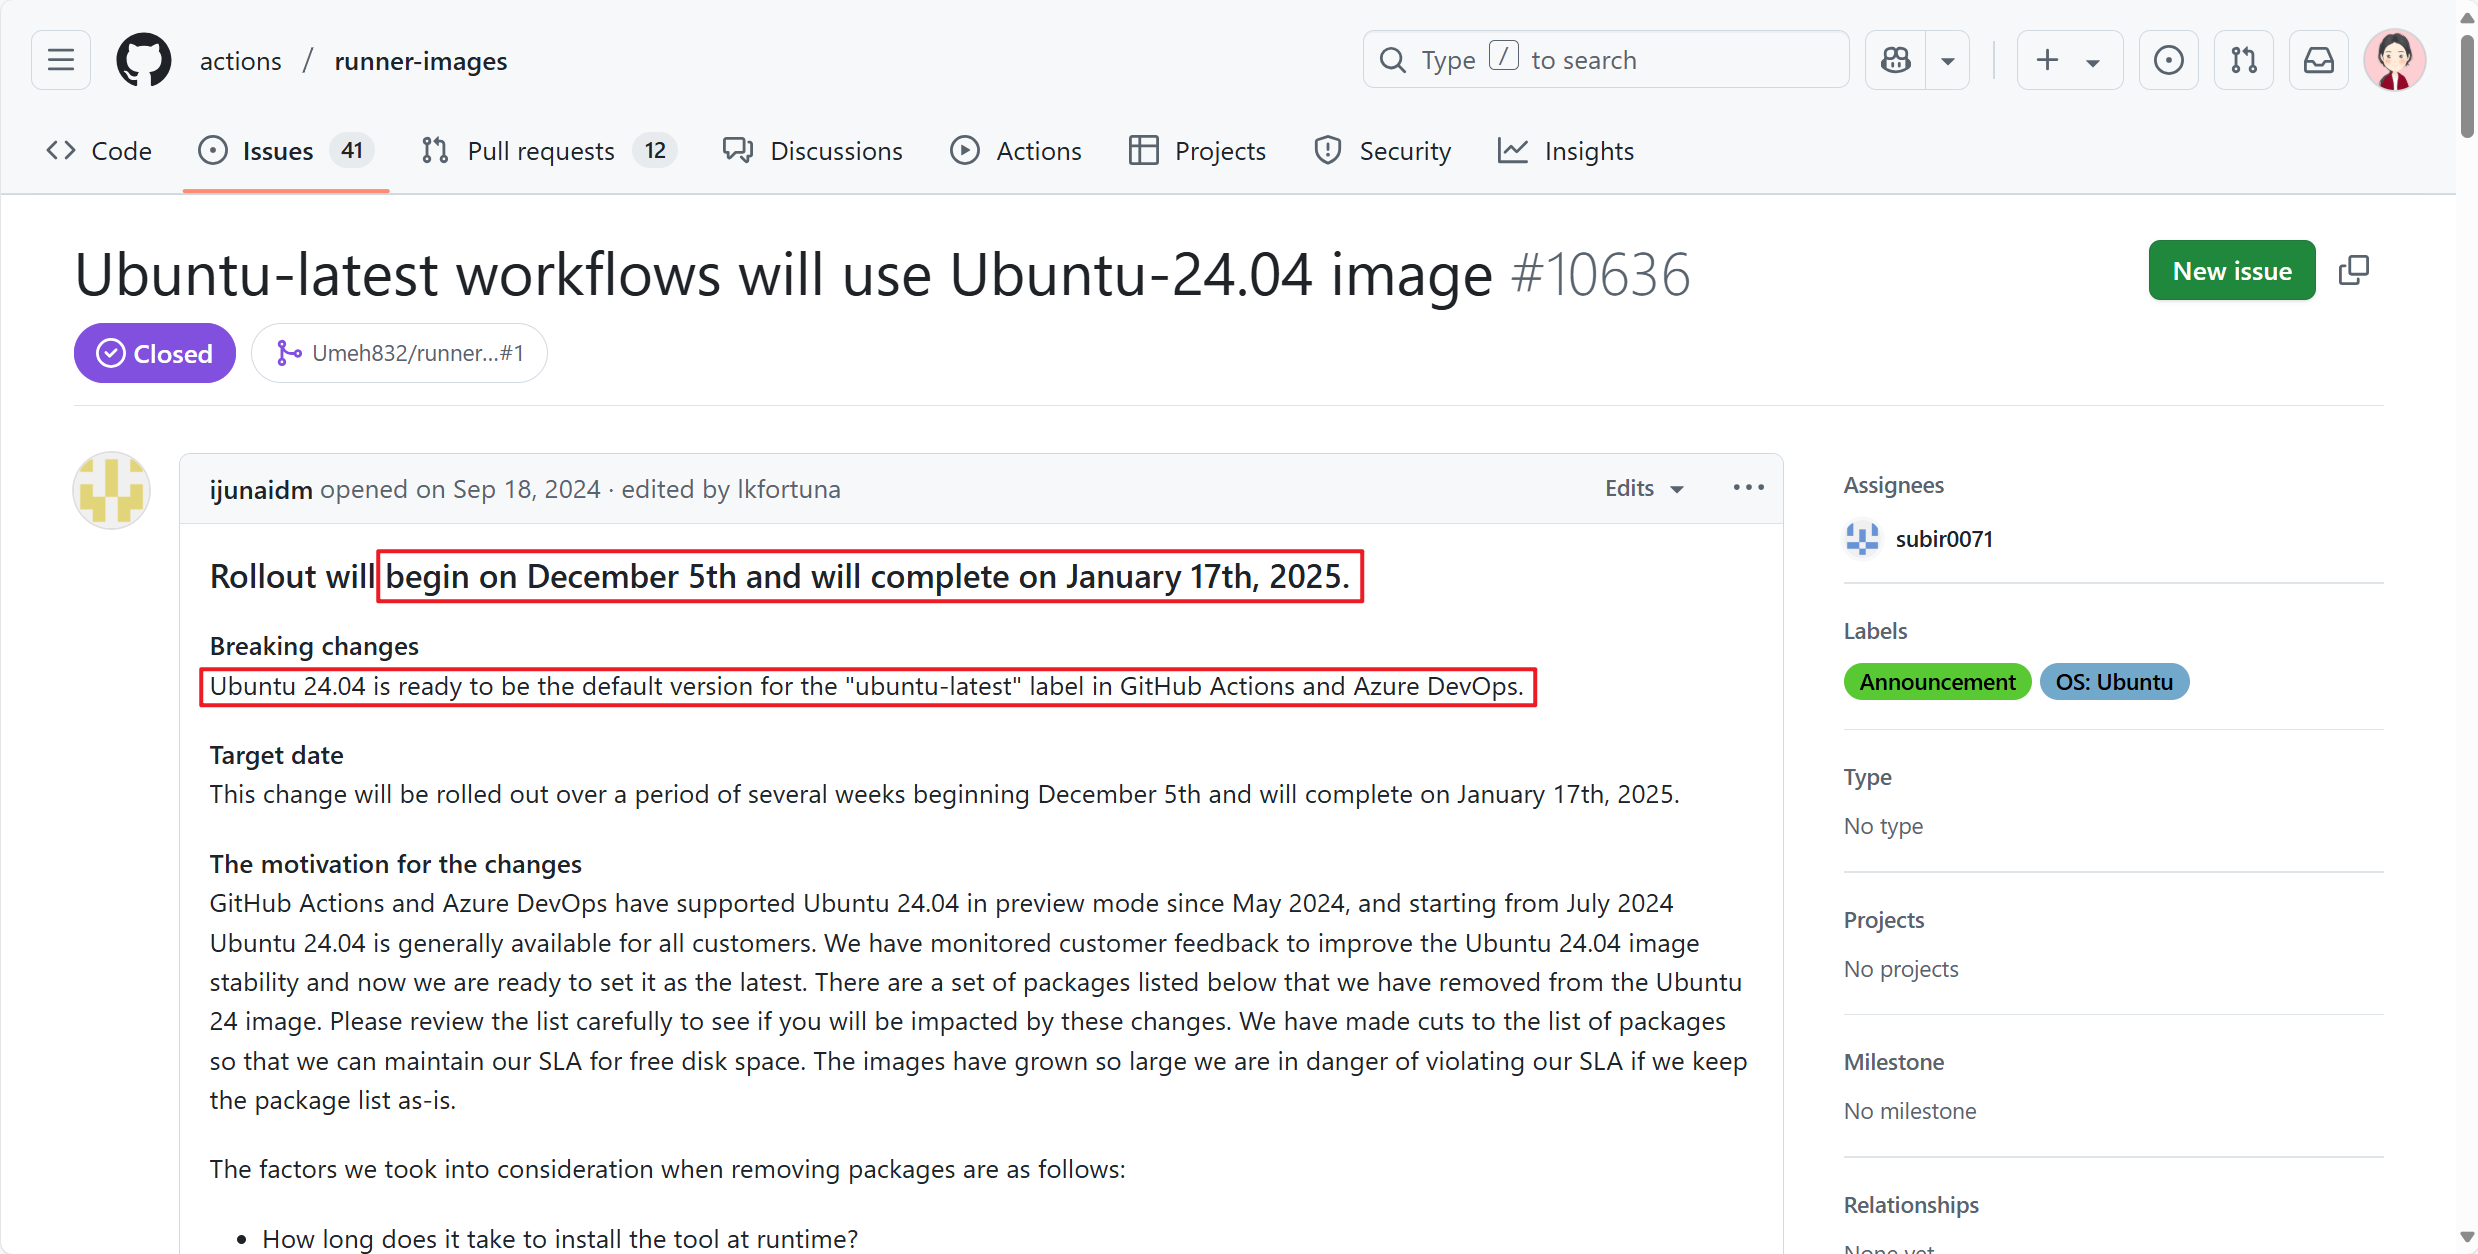 actions / runner-images
Type / to search
Code
Issues 41
Pull requests 12
Discussions
Actions
Projects
Security
Insights
Ubuntu-latest workflows will use Ubuntu-24.04 image #10636
New issue
Closed
Umeh832/runner...#1
ijunaidm opened on Sep 18, 2024 · edited by lkfortuna
Edits
Rollout will begin on December 5th and will complete on January 17th, 2025.
Breaking changes
Ubuntu 24.04 is ready to be the default version for the "ubuntu-latest" label in GitHub Actions and Azure DevOps.
Target date
This change will be rolled out over a period of several weeks beginning December 5th and will complete on January 17th, 2025.
The motivation for the changes
GitHub Actions and Azure DevOps have supported Ubuntu 24.04 in preview mode since May 2024, and starting from July 2024
Ubuntu 24.04 is generally available for all customers. We have monitored customer feedback to improve the Ubuntu 24.04 image
stability and now we are ready to set it as the latest. There are a set of packages listed below that we have removed from the Ubuntu
24 image. Please review the list carefully to see if you will be impacted by these changes. We have made cuts to the list of packages
so that we can maintain our SLA for free disk space. The images have grown so large we are in danger of violating our SLA if we keep
the package list as-is.
The factors we took into consideration when removing packages are as follows:
• How long does it take to install the tool at runtime?
Assignees
subir0071
Labels
Announcement
OS: Ubuntu
Type
No type
Projects
No projects
Milestone
No milestone
Relationships
None yet